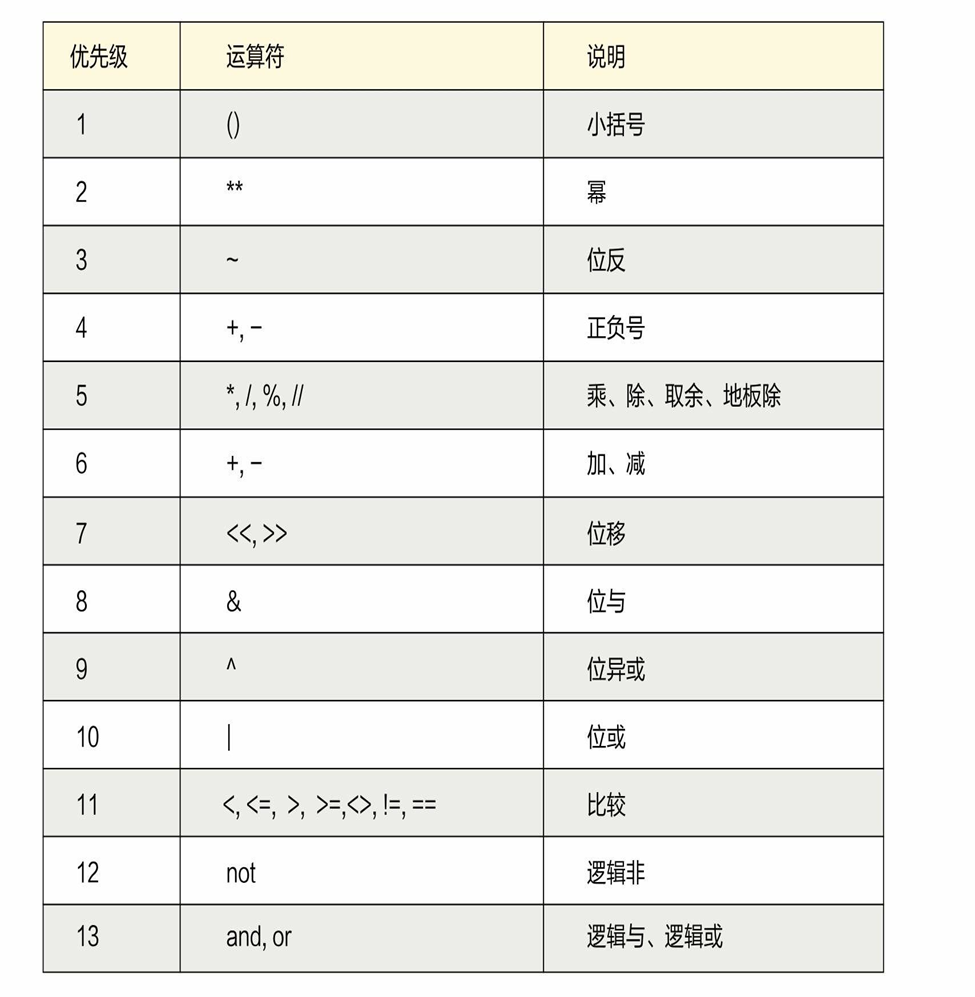 优先级 运算符 说明
1 () 小括号
2 ** 幂
3 ~ 位反
4 +, − 正负号
5 *, /, %, // 乘、除、取余、地板除
6 +, − 加、减
7 <<, >> 位移
8 & 位与
9 ^ 位异或
10 | 位或
11 <, <=, >, >=,<>, !=, == 比较
12 not 逻辑非
13 and, or 逻辑与、逻辑或